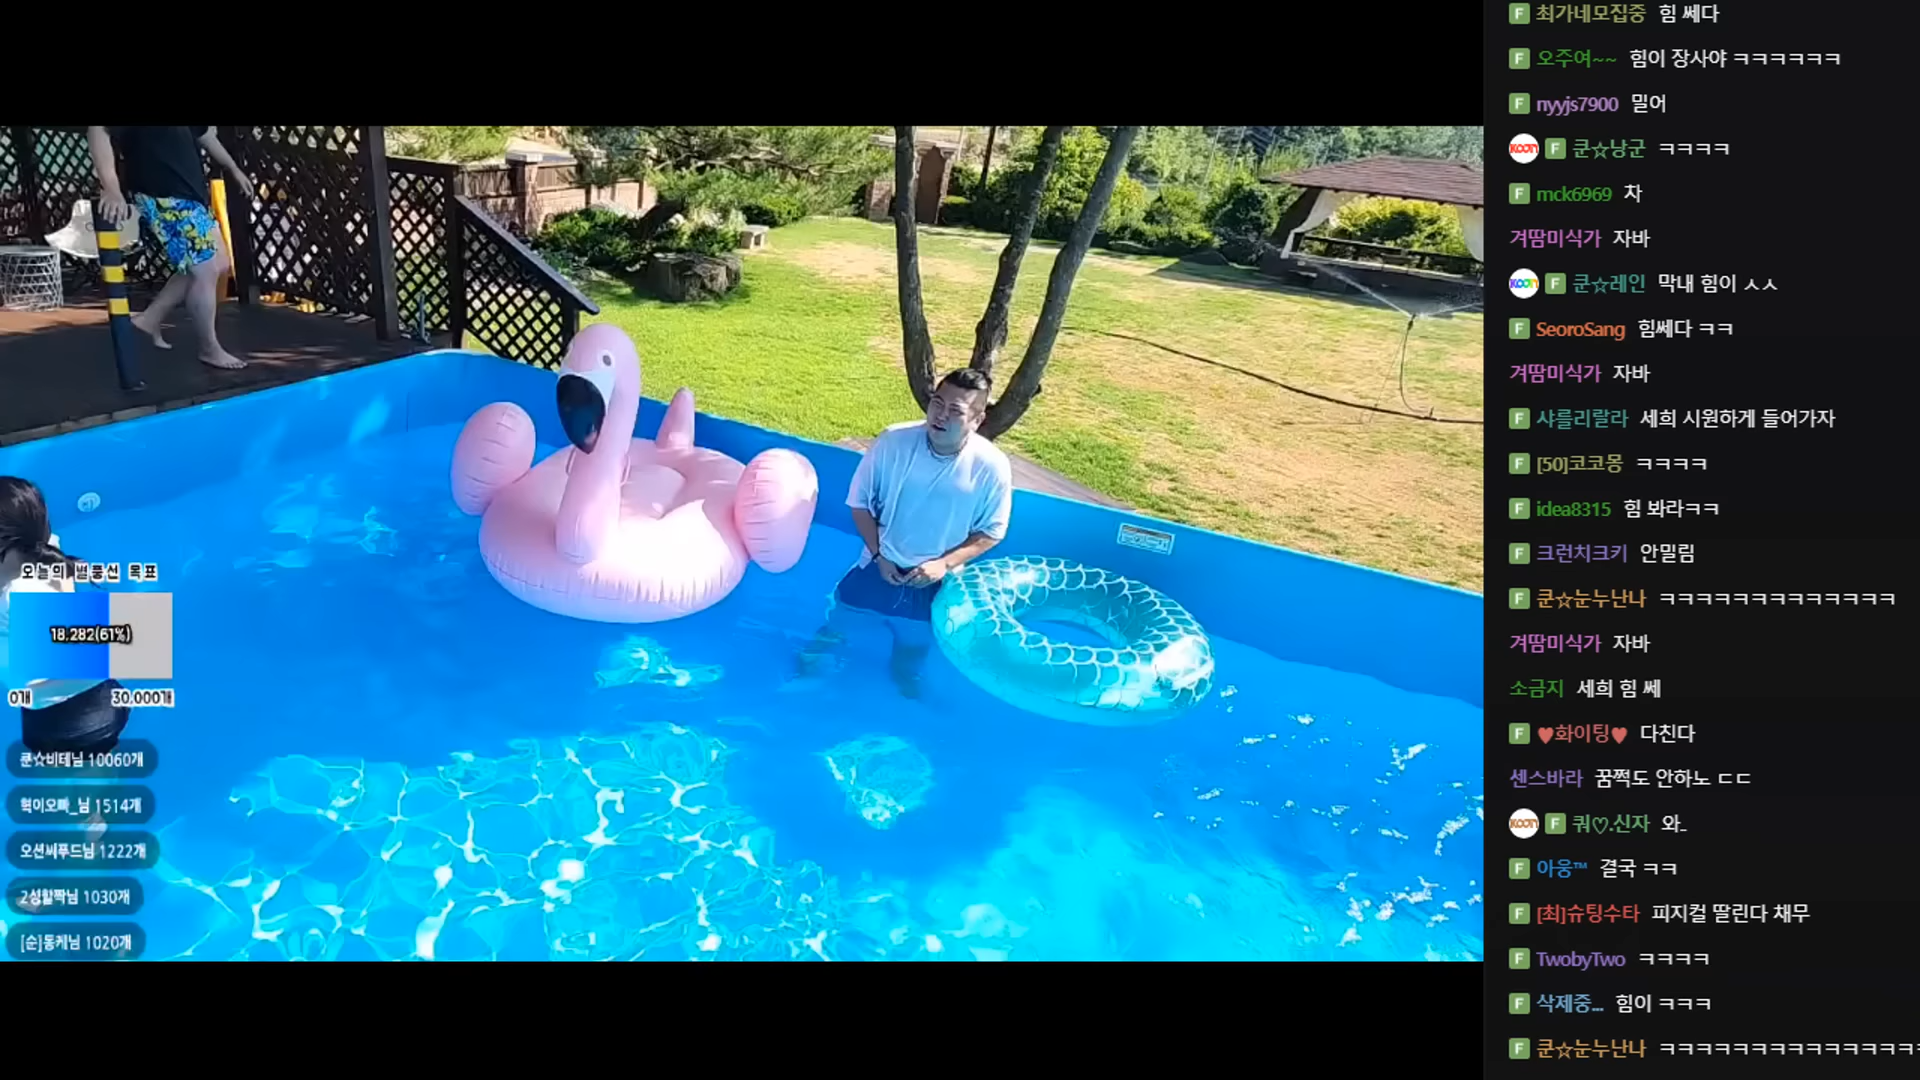 오늘의 별풍선 목표
18.282(61%)
0개 30.000개
쿤☆비테님 10060개
혁이오빠_님 1514개
오션씨푸드님 1222개
2성할짝님 1030개
[순]통케님 1020개
F 최가네모집중 힘 쎄다
F 오주여~~ 힘이 장사야 ㅋㅋㅋㅋㅋㅋ
F nyyjs7900 밀어
KOON F 쿤☆냥군 ㅋㅋㅋㅋ
F mck6969 차
겨땀미식가 자바
KOON F 쿤☆레인 막내 힘이 ㅅㅅ
F SeoroSang 힘쎄다 ㅋㅋ
겨땀미식가 자바
F 샤를리랄라 세희 시원하게 들어가자
F [50]코코몽 ㅋㅋㅋㅋ
F idea8315 힘 봐라ㅋㅋ
F 크런치크키 안밀림
F 쿤☆눈누난나 ㅋㅋㅋㅋㅋㅋㅋㅋㅋㅋㅋㅋㅋ
겨땀미식가 자바
소금지 세희 힘 쎄
F ♥화이팅♥ 다친다
센스바라 꿈쩍도 안하노 ㄷㄷ
KOON F 쿼♡.신자 와..
F 아웅™ 결국 ㅋㅋ
F [최]슈팅수타 피지컬 딸린다 채무
F TwobyTwo ㅋㅋㅋㅋ
F 삭제중... 힘이 ㅋㅋㅋ
F 쿤☆눈누난나 ㅋㅋㅋㅋㅋㅋㅋㅋㅋㅋㅋㅋㅋㅋㅋ